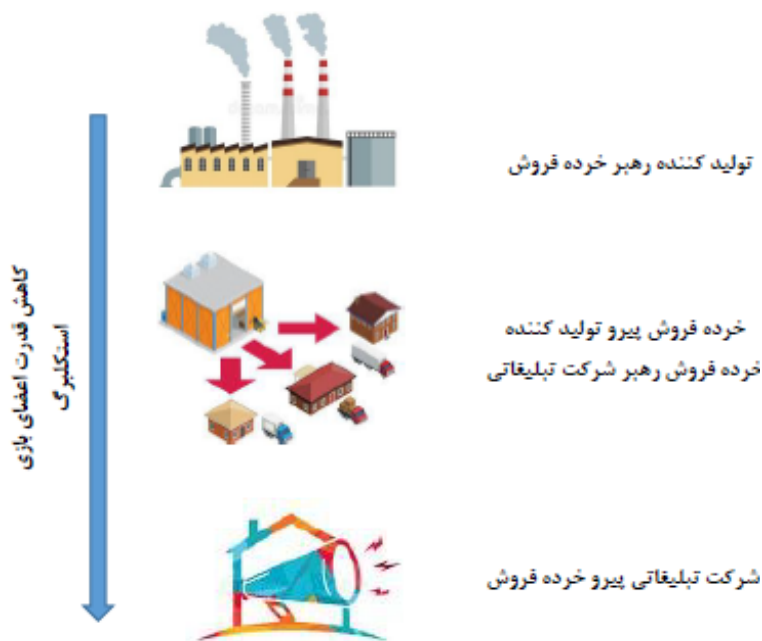 تولید کننده رهبر خرده فروش
خرده فروش پیرو تولید کننده
خرده فروش رهبر شرکت تبلیغاتی
شرکت تبلیغاتی پیرو خرده فروش
کاهش قدرت اعضای بازی
استکلبرگ